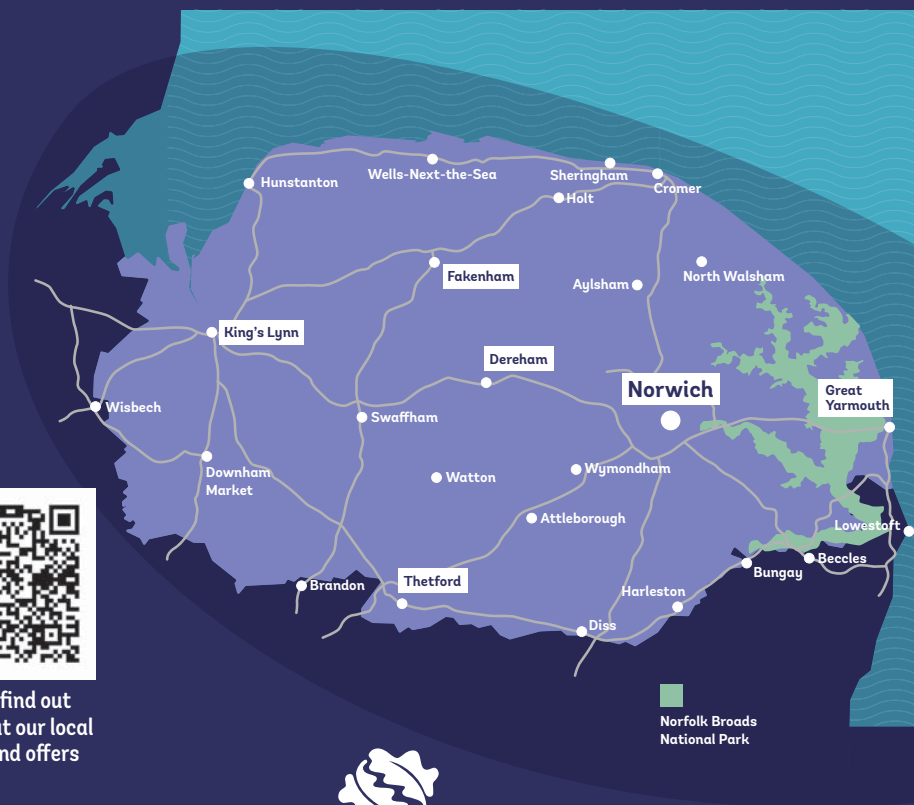 Wells-Next-the-Sea
Sheringham
Hunstanton
Cromer
Holt
Fakenham
North Walsham
Aylsham
King's Lynn
Dereham
Norwich
Great
Yarmouth
Wisbech
Swaffham
Downham
Market
Watton
Wymondham
Attleborough
Lowestoft
Beccles
Bungay
Brandon
Thetford
Harleston
Diss
find out
our local
offers
Norfolk Broads
National Park